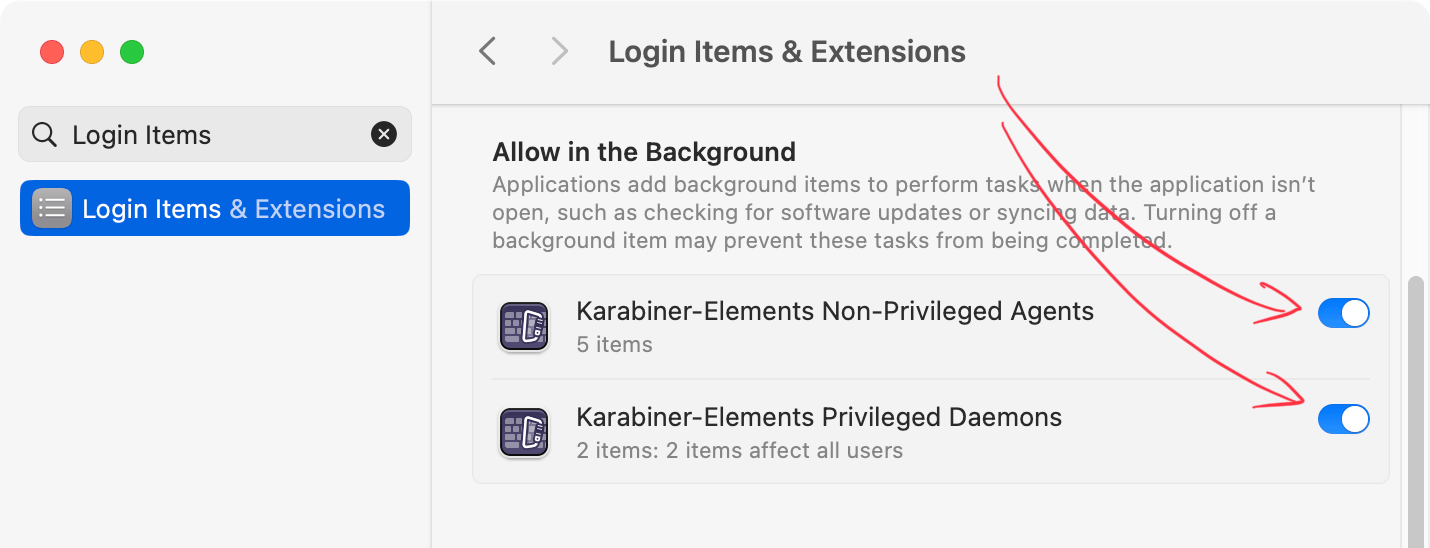 Login Items & Extensions
Login Items
Login Items & Extensions
Allow in the Background
Applications add background items to perform tasks when the application isn’t
open, such as checking for software updates or syncing data. Turning off a
background item may prevent these tasks from being completed.
Karabiner-Elements Non-Privileged Agents
5 items
Karabiner-Elements Privileged Daemons
2 items: 2 items affect all users